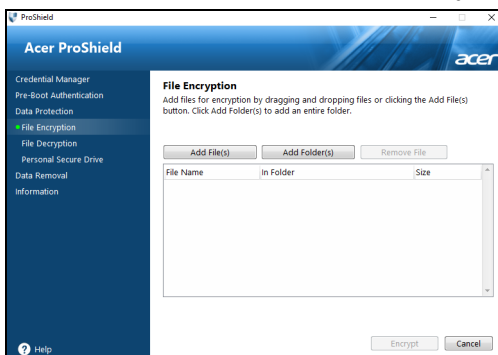 ProShield
Acer ProShield
acer
Credential Manager
Pre-Boot Authentication
Data Protection
File Encryption
File Decryption
Personal Secure Drive
Data Removal
Information
Help
File Encryption
Add files for encryption by dragging and dropping files or clicking the Add File(s)
button. Click Add Folder(s) to add an entire folder.
Add File(s) Add Folder(s) Remove File
File Name In Folder Size
Encrypt Cancel